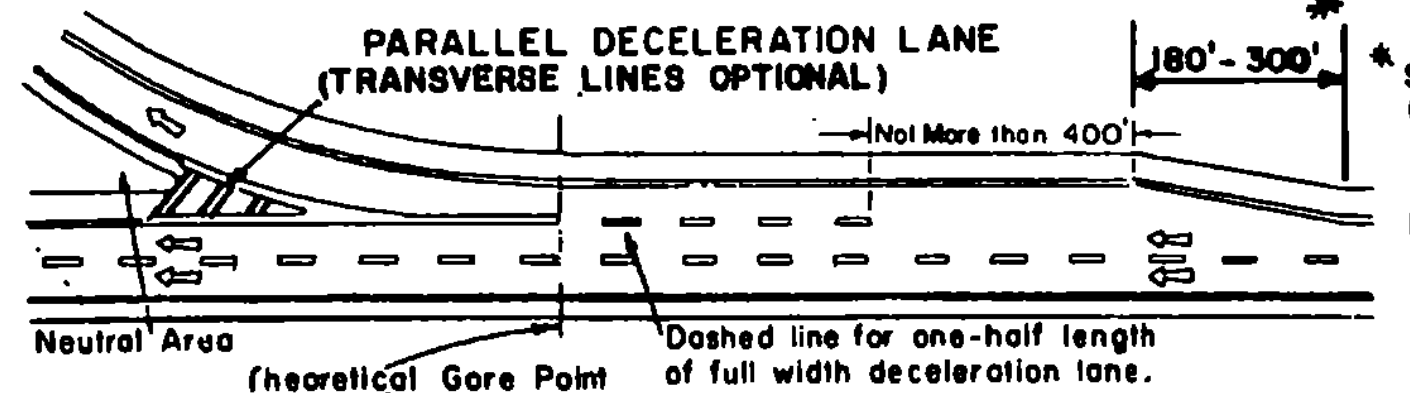 PARALLEL DECELERATION LANE
(TRANSVERSE LINES OPTIONAL)
180'-300' *
Not More than 400'
Neutral Area
Theoretical Gore Point
Dashed line for one-half length
of full width deceleration lane.